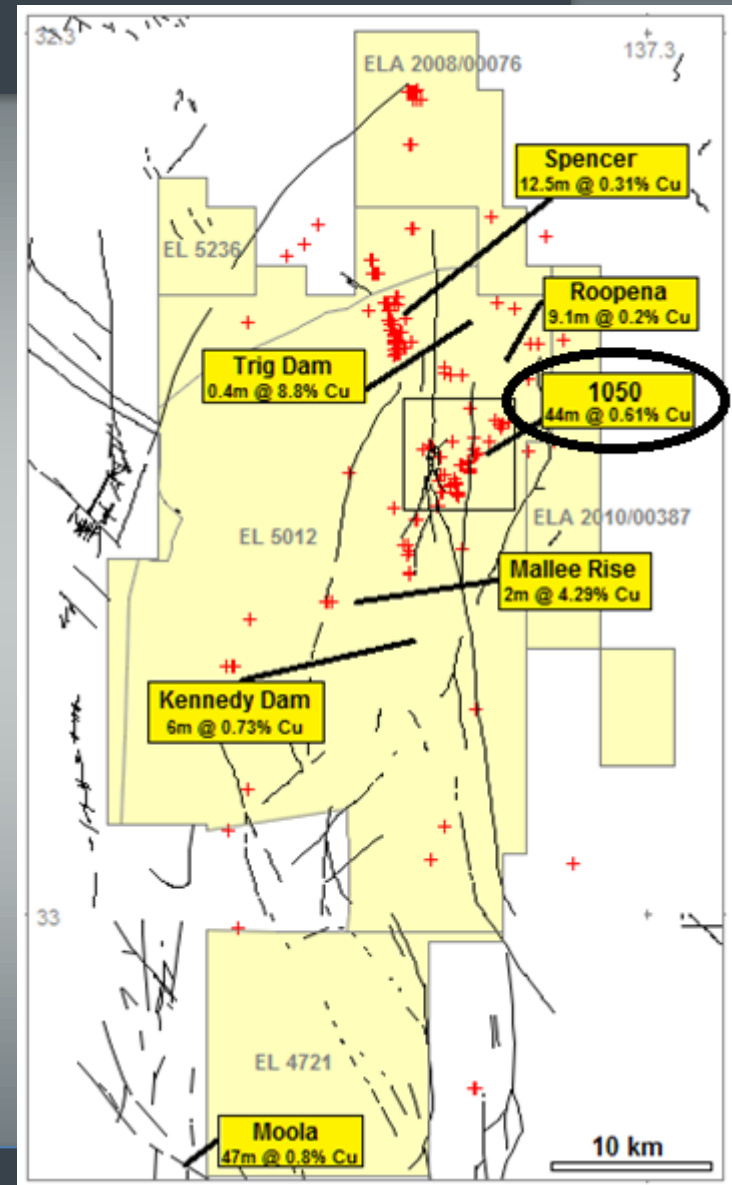 32.3
137.3
ELA 2008/00076
Spencer
12.5m @ 0.31% Cu
EL 5236
Roopena
9.1m @ 0.2% Cu
Trig Dam
0.4m @ 8.8% Cu
1050
44m @ 0.61% Cu
EL 5012
ELA 2010/00387
Mallee Rise
2m @ 4.29% Cu
Kennedy Dam
6m @ 0.73% Cu
33
EL 4721
Moola
47m @ 0.8% Cu
10 km